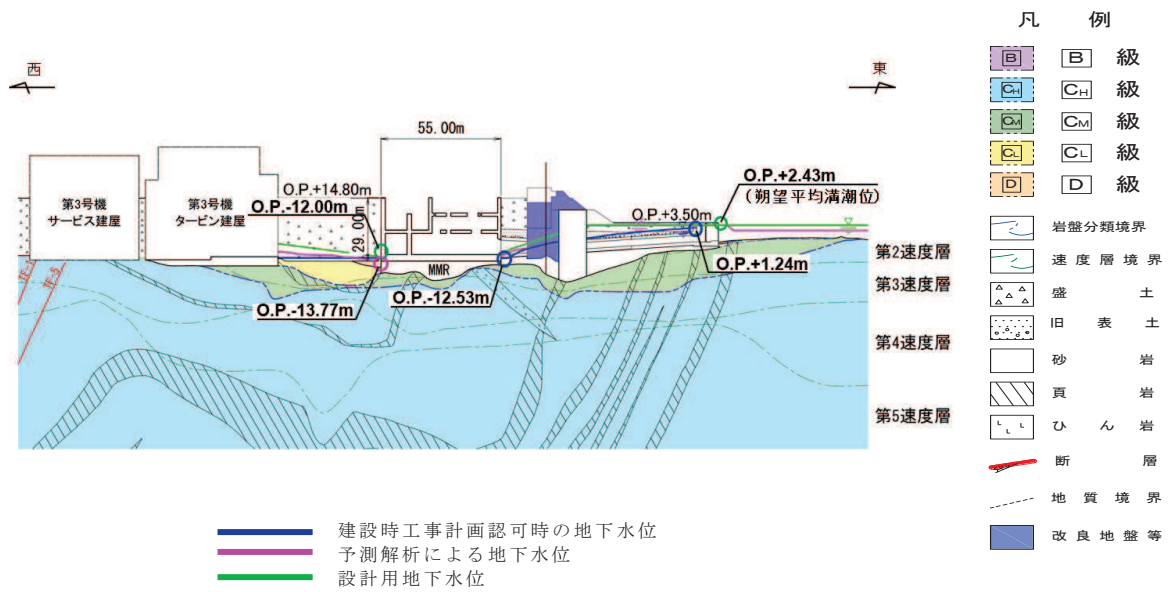 西
東
55.00m
第3号機
サービス建屋
第3号機
タービン建屋
O.P.+14.80m
O.P.-12.00m
29.00m
O.P.+2.43m
(朔望平均満潮位)
O.P.+3.50m
O.P.+1.24m
MMR
O.P.-12.53m
O.P.-13.77m
第2速度層
第3速度層
第4速度層
第5速度層
凡 例
B B 級
CH CH 級
CM CM 級
CL CL 級
D D 級
岩盤分類境界
速度層境界
盛 土
旧 表 土
砂 岩
頁 岩
ひ ん 岩
断 層
地 質 境 界
改 良 地 盤 等
建設時工事計画認可時の地下水位
予測解析による地下水位
設計用地下水位